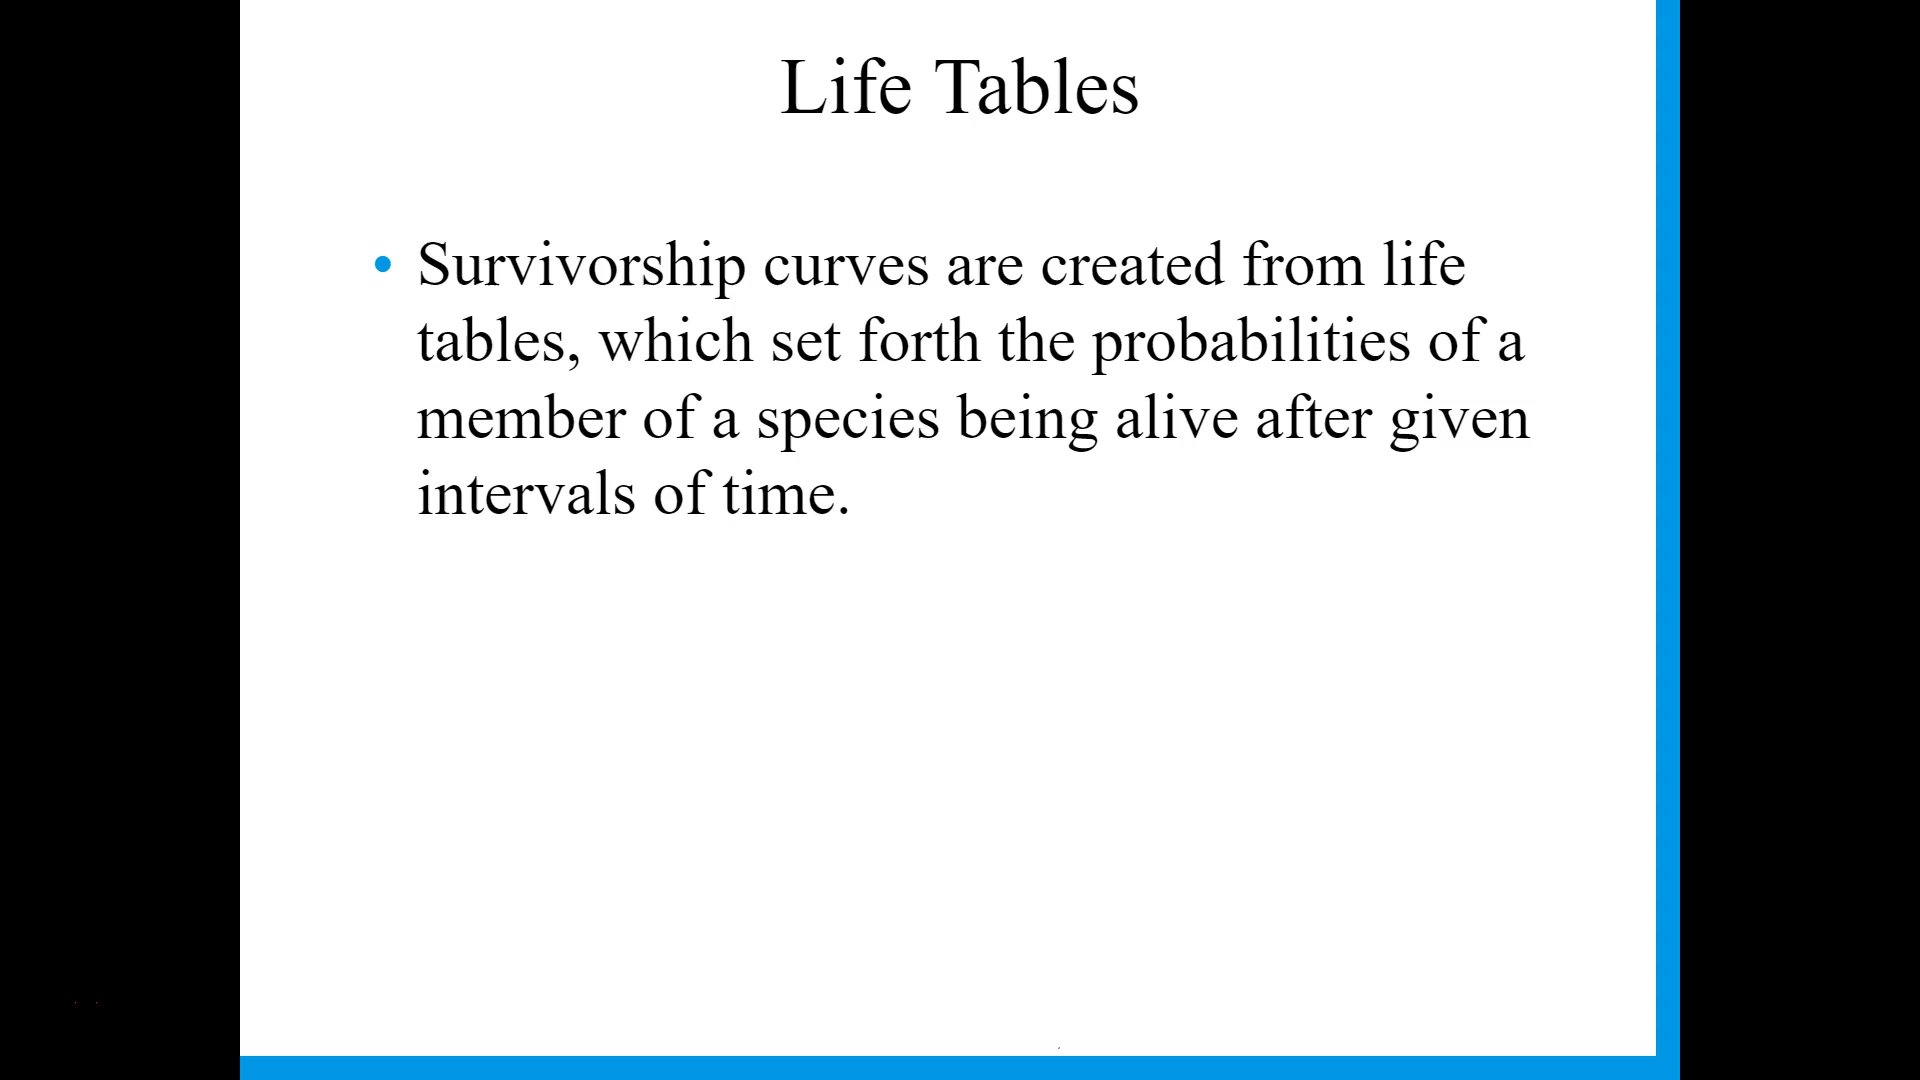 Life Tables
• Survivorship curves are created from life
tables, which set forth the probabilities of a
member of a species being alive after given
intervals of time.